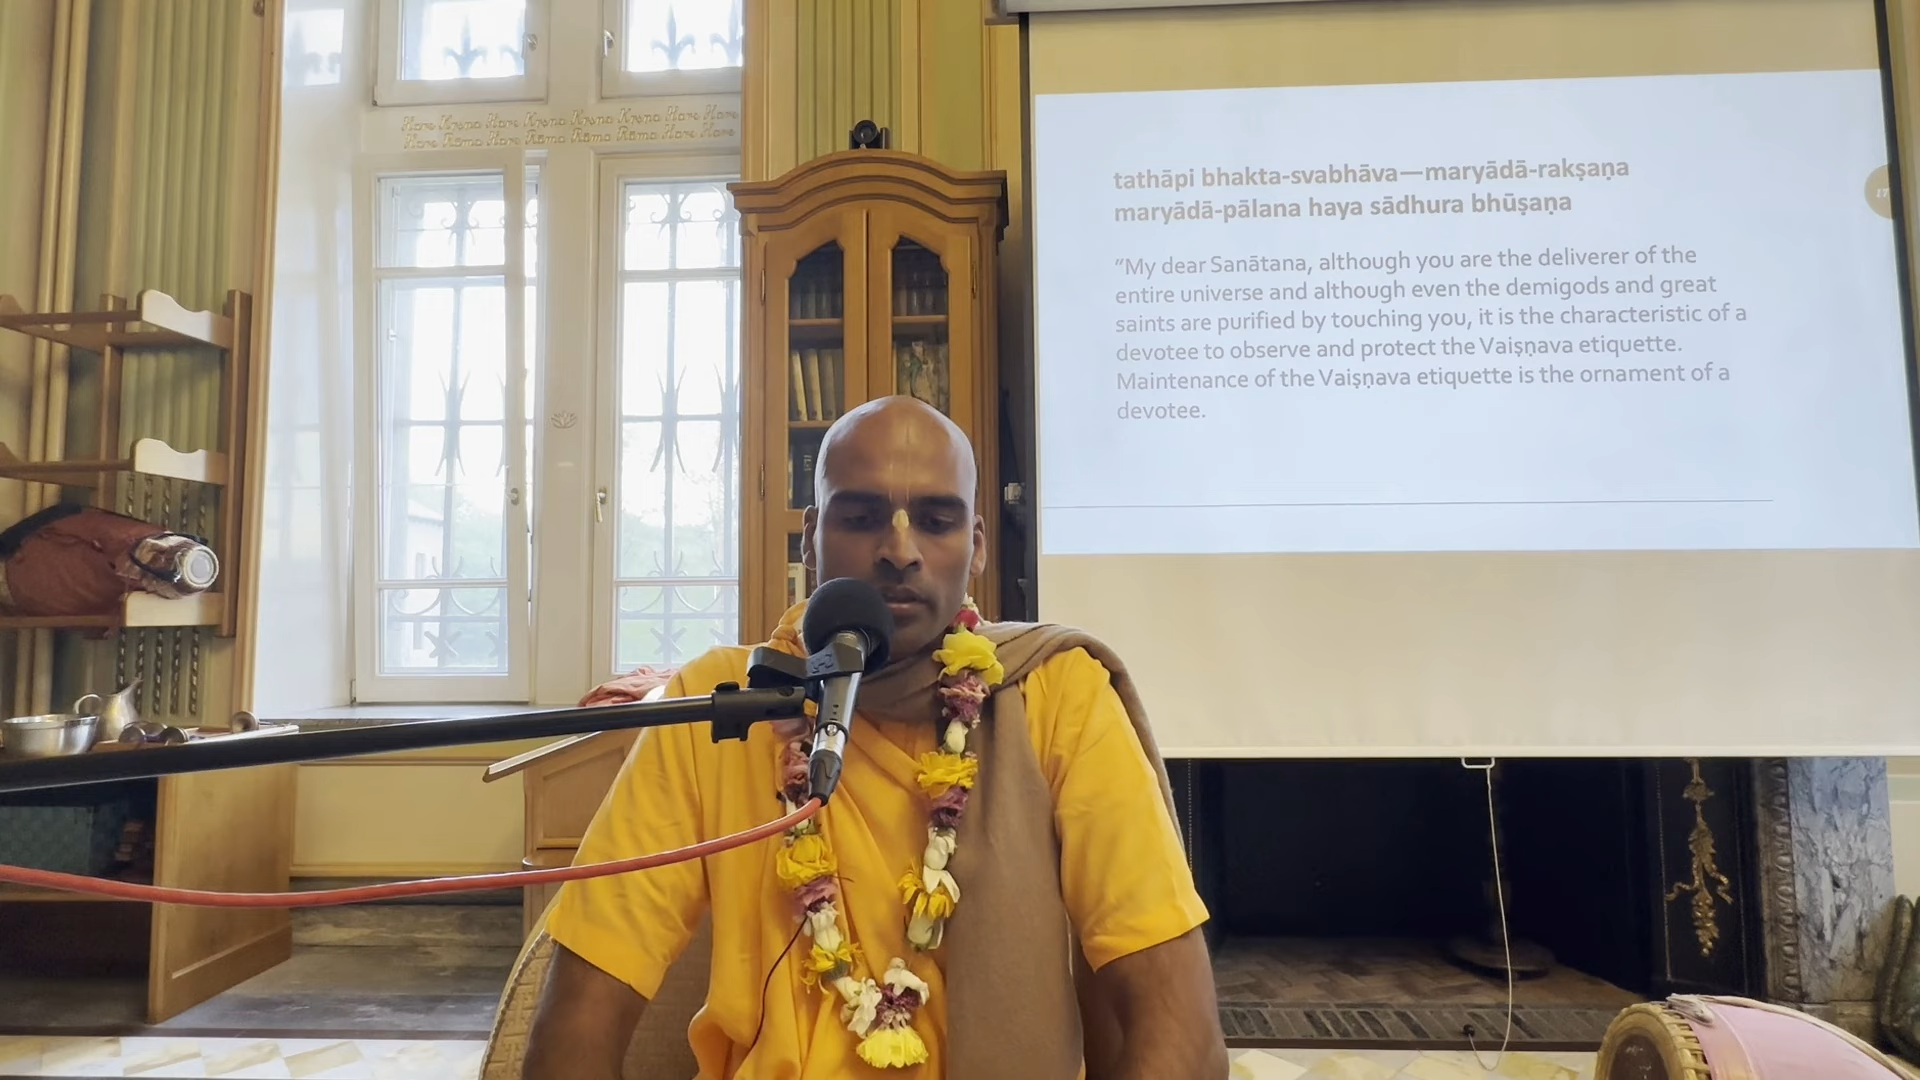 Hare Kṛṣṇa Hare Kṛṣṇa Kṛṣṇa Kṛṣṇa Hare Hare
Hare Rāma Hare Rāma Rāma Rāma Hare Hare
tathāpi bhakta-svabhāva—maryādā-rakṣaṇa
maryādā-pālana haya sādhura bhūṣaṇa
“My dear Sanātana, although you are the deliverer of the
entire universe and although even the demigods and great
saints are purified by touching you, it is the characteristic of a
devotee to observe and protect the Vaiṣṇava etiquette.
Maintenance of the Vaiṣṇava etiquette is the ornament of a
devotee.